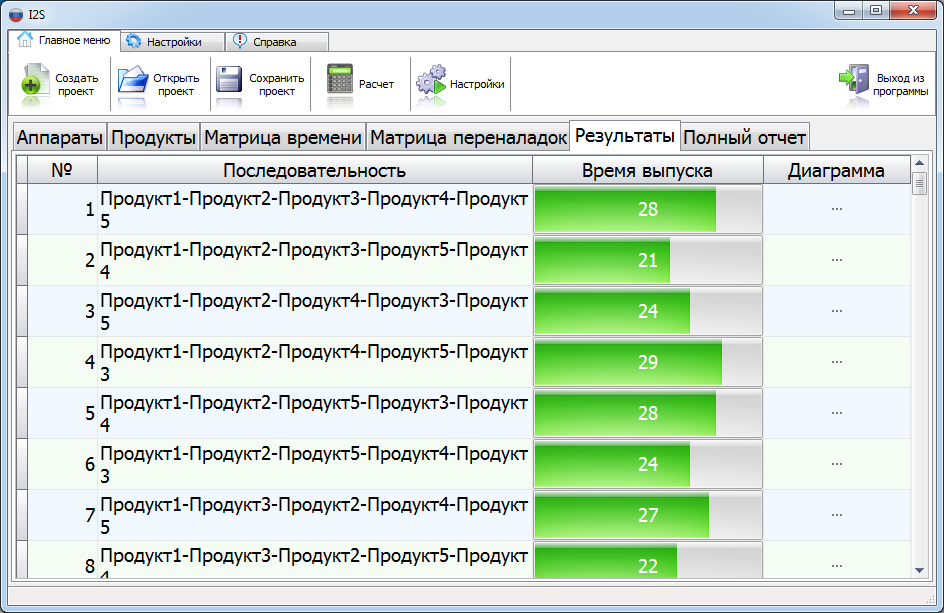 I2S
Главное меню Настройки Справка
Создать проект Открыть проект Сохранить проект Расчет Настройки Выход из программы
Аппараты Продукты Матрица времени Матрица переналадок Результаты Полный отчет
№ Последовательность Время выпуска Диаграмма
1 Продукт1-Продукт2-Продукт3-Продукт4-Продукт 28 ...
5
2 Продукт1-Продукт2-Продукт3-Продукт5-Продукт 21 ...
4
3 Продукт1-Продукт2-Продукт4-Продукт3-Продукт 24 ...
5
4 Продукт1-Продукт2-Продукт4-Продукт5-Продукт 29 ...
3
5 Продукт1-Продукт2-Продукт5-Продукт3-Продукт 28 ...
4
6 Продукт1-Продукт2-Продукт5-Продукт4-Продукт 24 ...
3
7 Продукт1-Продукт3-Продукт2-Продукт4-Продукт 27 ...
5
8 Продукт1-Продукт3-Продукт2-Продукт5-Продукт 22 ...
4